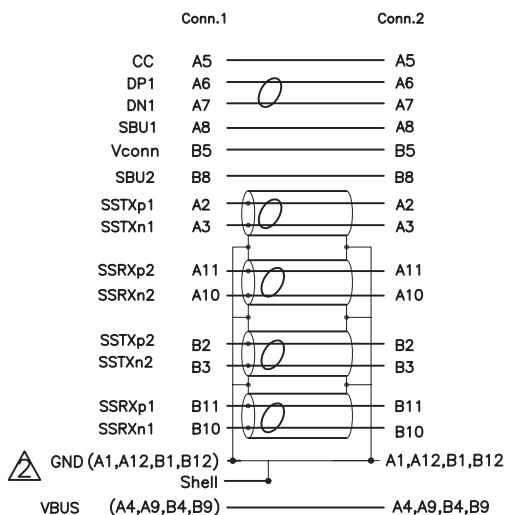 Conn.1 Conn.2
CC A5 A5
DP1 A6 A6
DN1 A7 A7
SBU1 A8 A8
Vconn B5 B5
SBU2 B8 B8
SSTXp1 A2 A2
SSTXn1 A3 A3
SSRXp2 A11 A11
SSRXn2 A10 A10
SSTXp2 B2 B2
SSTXn2 B3 B3
SSRXp1 B11 B11
SSRXn1 B10 B10
2 GND (A1,A12,B1,B12) A1,A12,B1,B12
Shell
VBUS (A4,A9,B4,B9) A4,A9,B4,B9